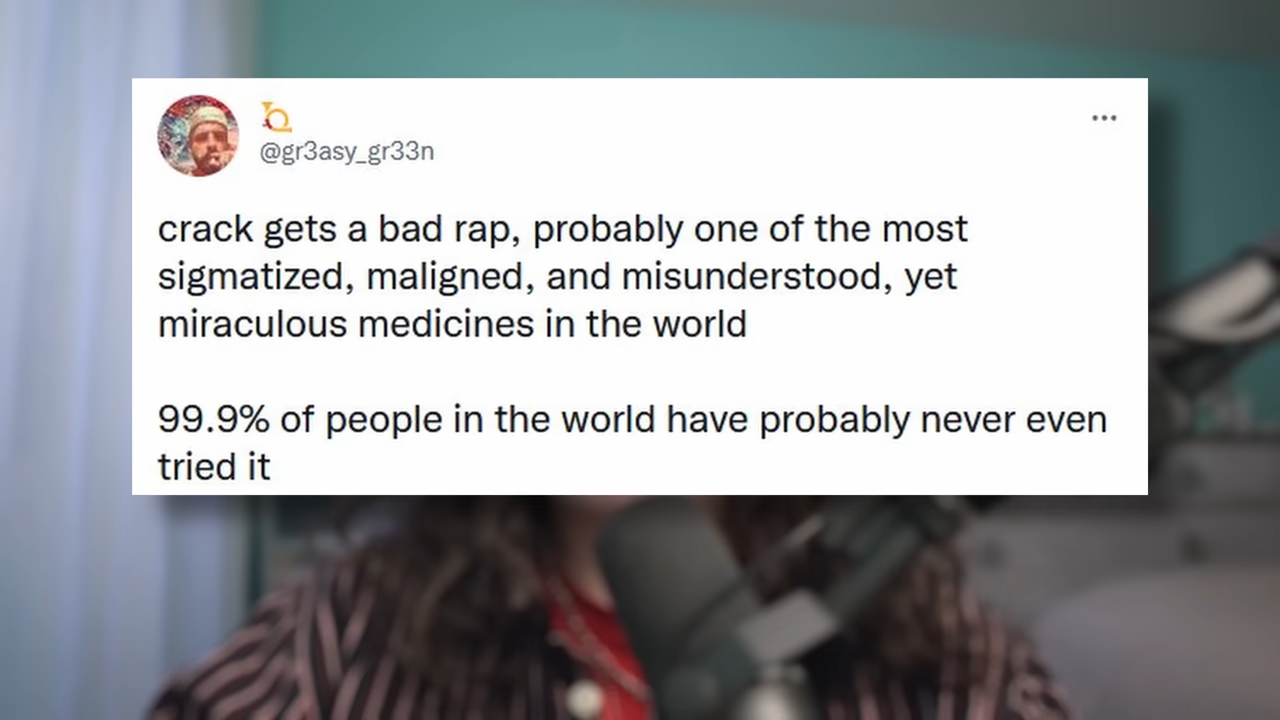 @gr3asy_gr33n
crack gets a bad rap, probably one of the most
sigmatized, maligned, and misunderstood, yet
miraculous medicines in the world
99.9% of people in the world have probably never even
tried it